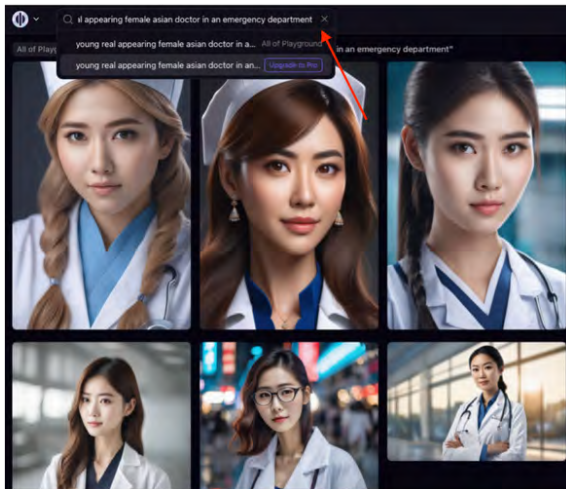 l appearing female asian doctor in an emergency department ×
young real appearing female asian doctor in a... All of Playground
young real appearing female asian doctor in an... Upgrade to Pro
All of Play in an emergency department"